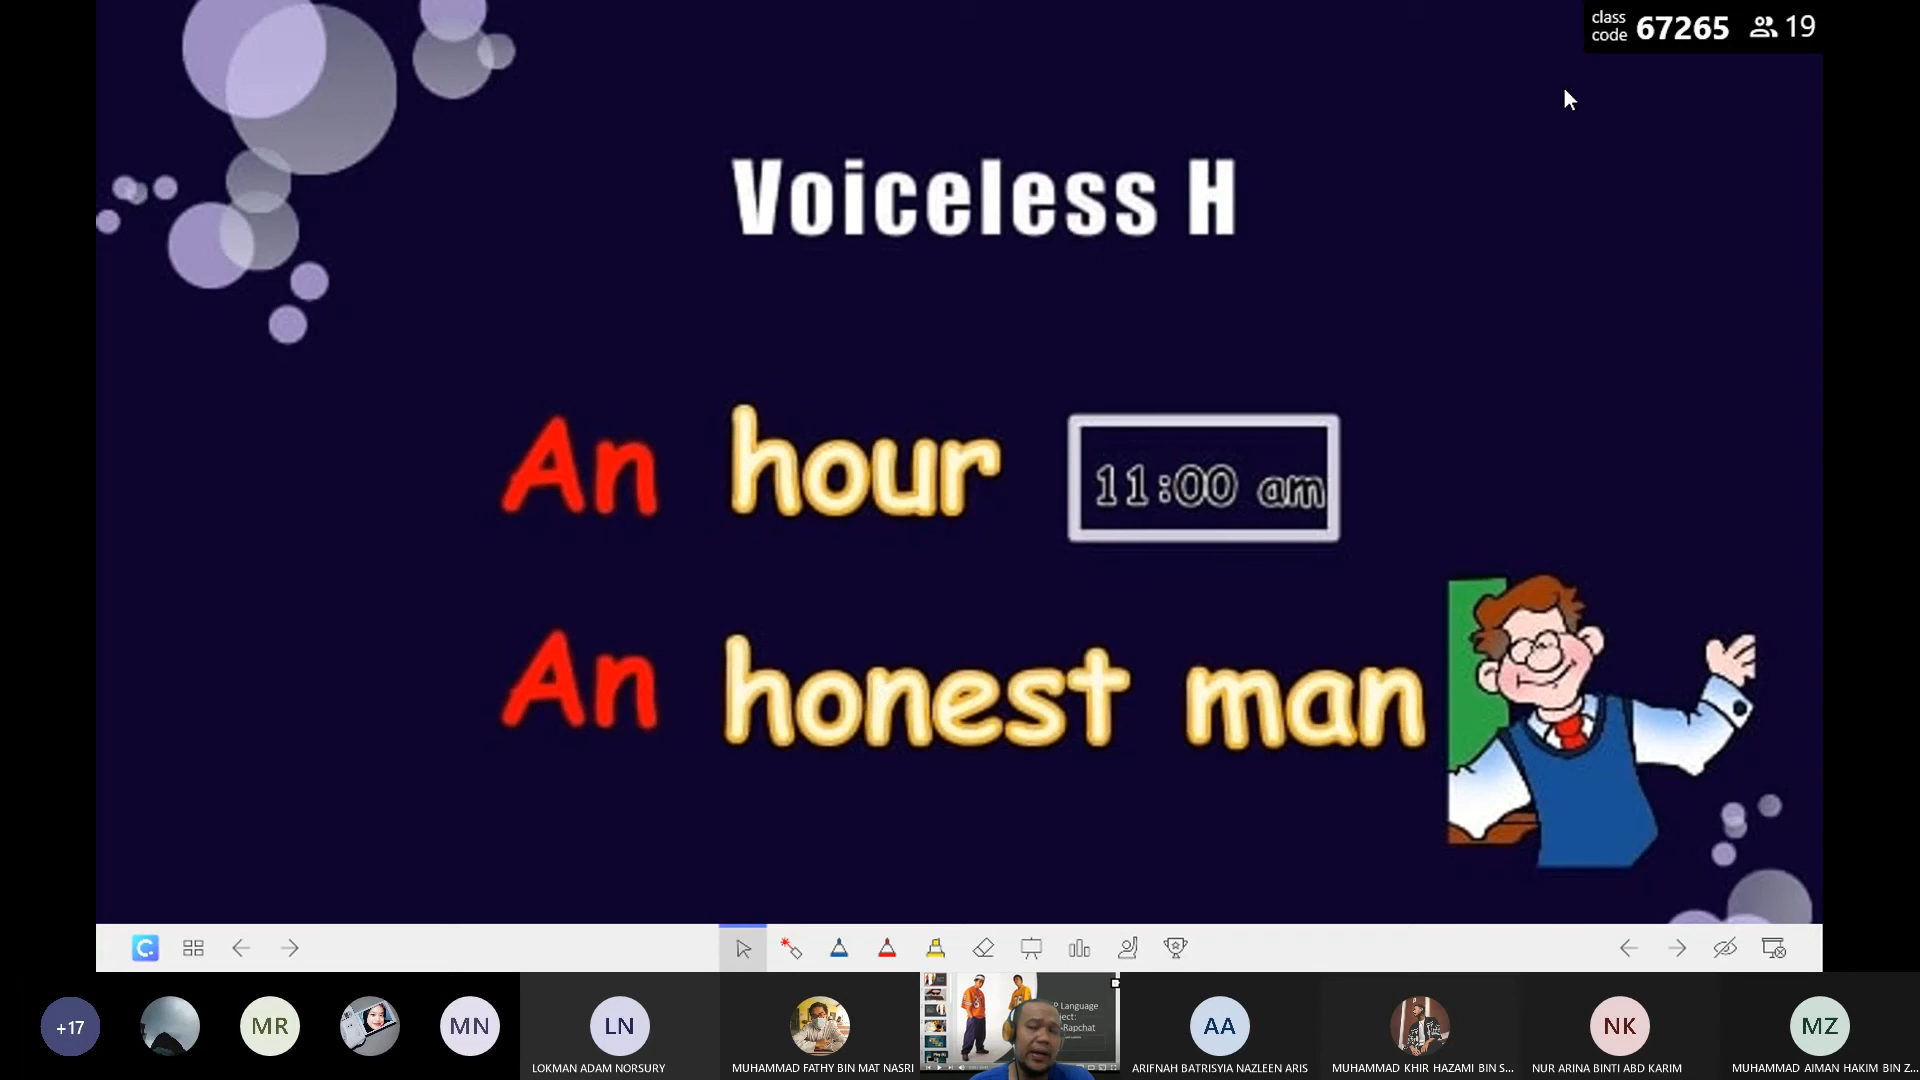 class
code 67265 19
Voiceless H
An hour 11:00 am
An honest man
+17
MR
MN
LN
AA
NK
MZ
Language
Rapchat
LOKMAN ADAM NORSURY
MUHAMMAD FATHY BIN MAT NASRI
ARIFNAH BATRISYIA NAZLEEN ARIS
MUHAMMAD KHIR HAZAMI BIN S...
NUR ARINA BINTI ABD KARIM
MUHAMMAD AIMAN HAKIM BIN Z...